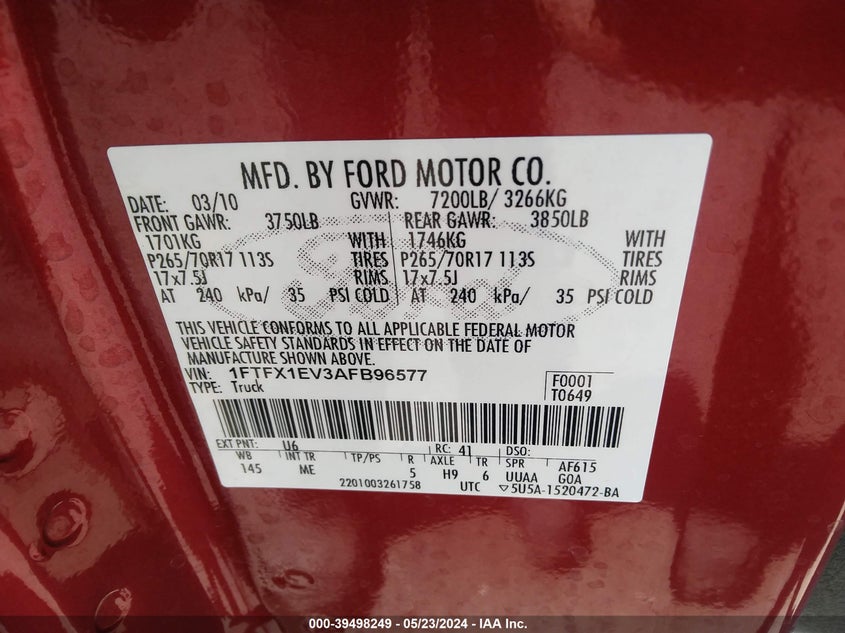 MFD. BY FORD MOTOR CO.
DATE: 03/10 GVWR: 7200LB/ 3266KG
FRONT GAWR: 3750LB REAR GAWR: 3850LB
1701KG WITH 1746KG WITH
P265/70R17 113S TIRES P265/70R17 113S TIRES
17x7.5J RIMS 17x7.5J RIMS
AT 240 kPa/ 35 PSI COLD AT 240 kPa/ 35 PSI COLD
Ford
THIS VEHICLE CONFORMS TO ALL APPLICABLE FEDERAL MOTOR
VEHICLE SAFETY STANDARDS IN EFFECT ON THE DATE OF
MANUFACTURE SHOWN ABOVE.
VIN: 1FTFX1EV3AFB96577 F0001
TYPE: Truck T0649
EXT PNT: U6 RC: 41 DSO:
WB INT TR TP/PS R AXLE TR SPR AF615
145 ME 5 H9 6 UUAA GOA
2201003261758 UTC ▽5U5A-1520472-BA
000-39498249 - 05/23/2024 - IAA Inc.